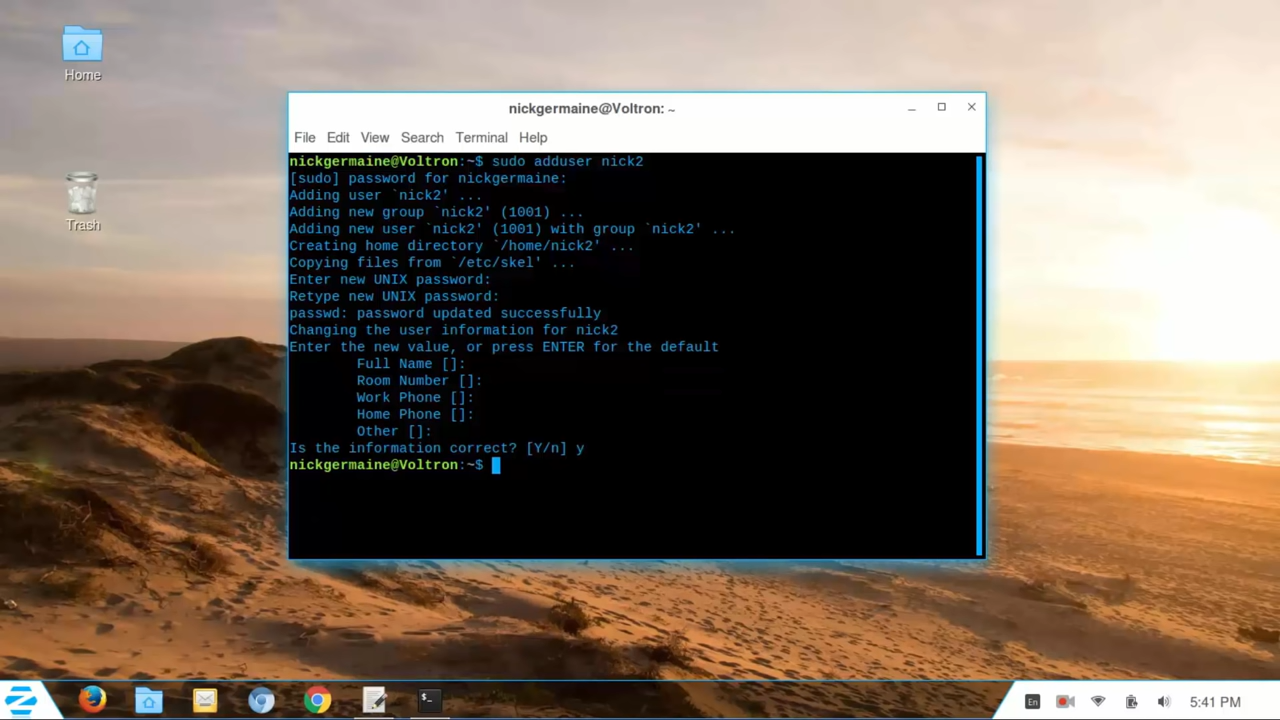 Home
Trash
nickgermaine@Voltron: ~
File Edit View Search Terminal Help
nickgermaine@Voltron:~$ sudo adduser nick2
[sudo] password for nickgermaine:
Adding user `nick2' ...
Adding new group `nick2' (1001) ...
Adding new user `nick2' (1001) with group `nick2' ...
Creating home directory `/home/nick2' ...
Copying files from `/etc/skel' ...
Enter new UNIX password:
Retype new UNIX password:
passwd: password updated successfully
Changing the user information for nick2
Enter the new value, or press ENTER for the default
Full Name []:
Room Number []:
Work Phone []:
Home Phone []:
Other []:
Is the information correct? [Y/n] y
nickgermaine@Voltron:~$
En
5:41 PM